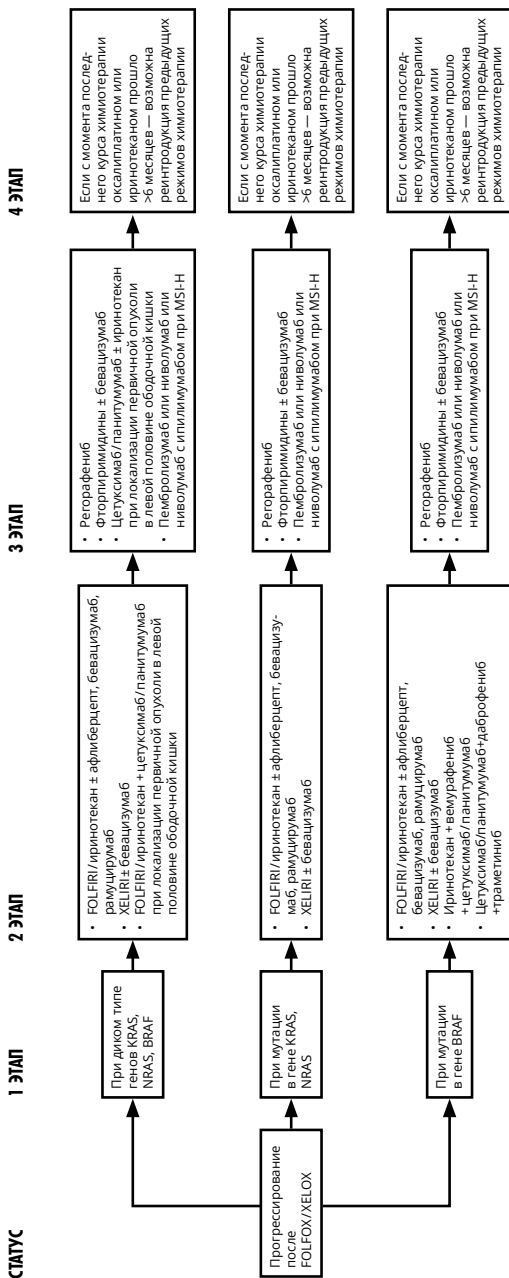 СТАТУС
1 ЭТАП
2 ЭТАП
3 ЭТАП
4 ЭТАП
Прогрессирование
после
FOLFOX/XELOX
При диком типе
генов KRAS,
NRAS, BRAF
• FOLFIRI/иринотекан ± афлиберцепт, бевацизумаб,
рамуцирумаб
• XELIRI± бевацизумаб
• FOLFIRI/иринотекан + цетуксимаб/панитумумаб
при локализации первичной опухоли в левой
половине ободочной кишки
• Регорафениб
• Фторпиримидины ± бевацизумаб
• Цетуксимаб/панитумумаб ± иринотекан
при локализации первичной опухоли
в левой половине ободочной кишки
• Пембролизумаб или ниволумаб или
ниволумаб с ипилимумабом при MSI-H
Если с момента послед-
него курса химиотерапии
оксалиплатином или
иринотеканом прошло
>6 месяцев — возможна
реинтродукция предыдущих
режимов химиотерапии
При мутации
в гене KRAS,
NRAS
• FOLFIRI/иринотекан ± афлиберцепт, бевацизу-
маб, рамуцирумаб
• XELIRI ± бевацизумаб
• Регорафениб
• Фторпиримидины ± бевацизумаб
• Пембролизумаб или ниволумаб или
ниволумаб с ипилимумабом при MSI-H
Если с момента послед-
него курса химиотерапии
оксалиплатином или
иринотеканом прошло
>6 месяцев — возможна
реинтродукция предыдущих
режимов химиотерапии
При мутации
в гене BRAF
• FOLFIRI/иринотекан ± афлиберцепт,
бевацизумаб, рамуцирумаб
• XELIRI ± бевацизумаб
• Иринотекан +вемурафениб
+ цетуксимаб/панитумумаб
• Цетуксимаб/панитумумаб+даброфениб
+траметиниб
• Регорафениб
• Фторпиримидины ± бевацизумаб
• Пембролизумаб или ниволумаб или
ниволумаб с ипилимумабом при MSI-H
Если с момента послед-
него курса химиотерапии
оксалиплатином или
иринотеканом прошло
>6 месяцев — возможна
реинтродукция предыдущих
режимов химиотерапии